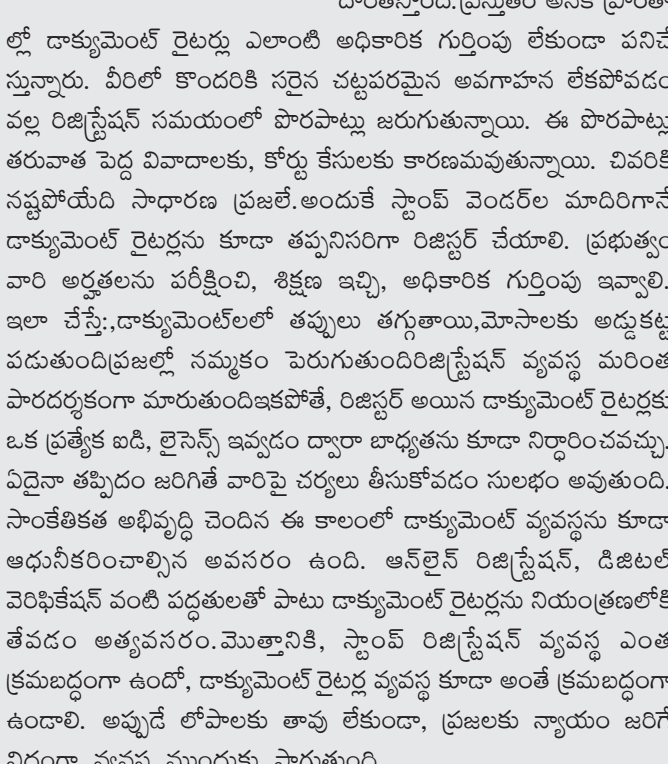 ల్లో డాక్యుమెంట్ రైటర్లు ఎలాంటి అధికారిక గుర్తింపు లేకుండా పనిచే
స్తున్నారు. వీరిలో కొందరికి సరైన చట్టపరమైన అవగాహన లేకపోవడం
వల్ల రిజిస్ట్రేషన్ సమయంలో పొరపాట్లు జరుగుతున్నాయి. ఈ పొరపాట్లు
తరువాత పెద్ద వివాదాలకు, కోర్టు కేసులకు కారణమవుతున్నాయి. చివరికి
నష్టపోయేది సాధారణ ప్రజలే.అందుకే స్టాంప్ వెండర్‌ల మాదిరిగానే
డాక్యుమెంట్ రైటర్లను కూడా తప్పనిసరిగా రిజిస్టర్ చేయాలి. ప్రభుత్వం
వారి అర్హతలను పరీక్షించి, శిక్షణ ఇచ్చి, అధికారిక గుర్తింపు ఇవ్వాలి.
ఇలా చేస్తే:,డాక్యుమెంట్‌లలో తప్పులు తగ్గుతాయి,మోసాలకు అడ్డుకట్ట
పడుతుందిప్రజల్లో నమ్మకం పెరుగుతుందిరిజిస్ట్రేషన్ వ్యవస్థ మరింత
పారదర్శకంగా మారుతుందిఇకపోతే, రిజిస్టర్ అయిన డాక్యుమెంట్ రైటర్లకు
ఒక ప్రత్యేక ఐడి, లైసెన్స్ ఇవ్వడం ద్వారా బాధ్యతను కూడా నిర్ధారించవచ్చు.
ఏదైనా తప్పిదం జరిగితే వారిపై చర్యలు తీసుకోవడం సులభం అవుతుంది.
సాంకేతికత అభివృద్ధి చెందిన ఈ కాలంలో డాక్యుమెంట్ వ్యవస్థను కూడా
ఆధునీకరించాల్సిన అవసరం ఉంది. ఆన్‌లైన్ రిజిస్ట్రేషన్, డిజిటల్
వెరిఫికేషన్ వంటి పద్ధతులతో పాటు డాక్యుమెంట్ రైటర్లను నియంత్రణలోకి
తేవడం అత్యవసరం.మొత్తానికి, స్టాంప్ రిజిస్ట్రేషన్ వ్యవస్థ ఎంత
క్రమబద్ధంగా ఉందో, డాక్యుమెంట్ రైటర్ల వ్యవస్థ కూడా అంతే క్రమబద్ధంగా
ఉండాలి. అప్పుడే లోపాలకు తావు లేకుండా, ప్రజలకు న్యాయం జరిగే